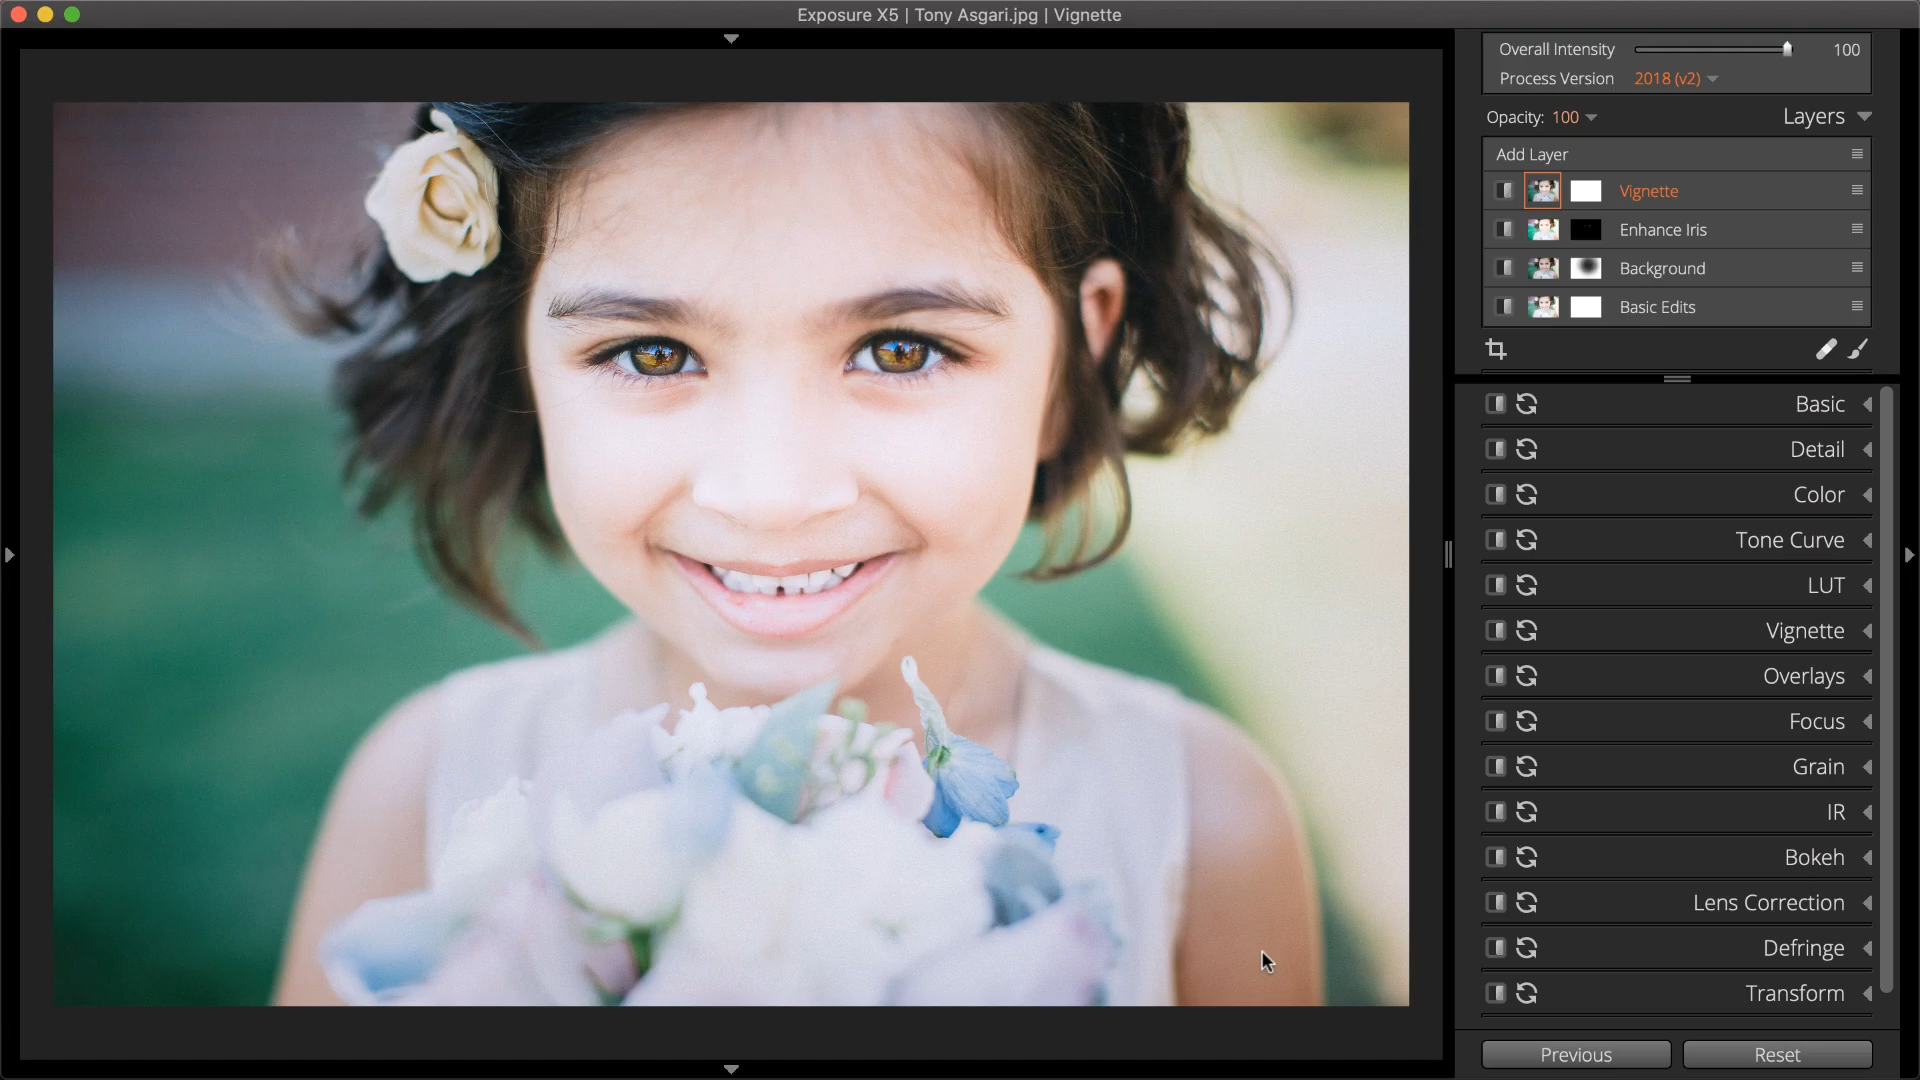 Exposure X5 | Tony Asgari.jpg | Vignette
Overall Intensity 100
Process Version 2018 (v2)
Opacity: 100 Layers
Add Layer
Vignette
Enhance Iris
Background
Basic Edits
Basic
Detail
Color
Tone Curve
LUT
Vignette
Overlays
Focus
Grain
IR
Bokeh
Lens Correction
Defringe
Transform
Previous Reset